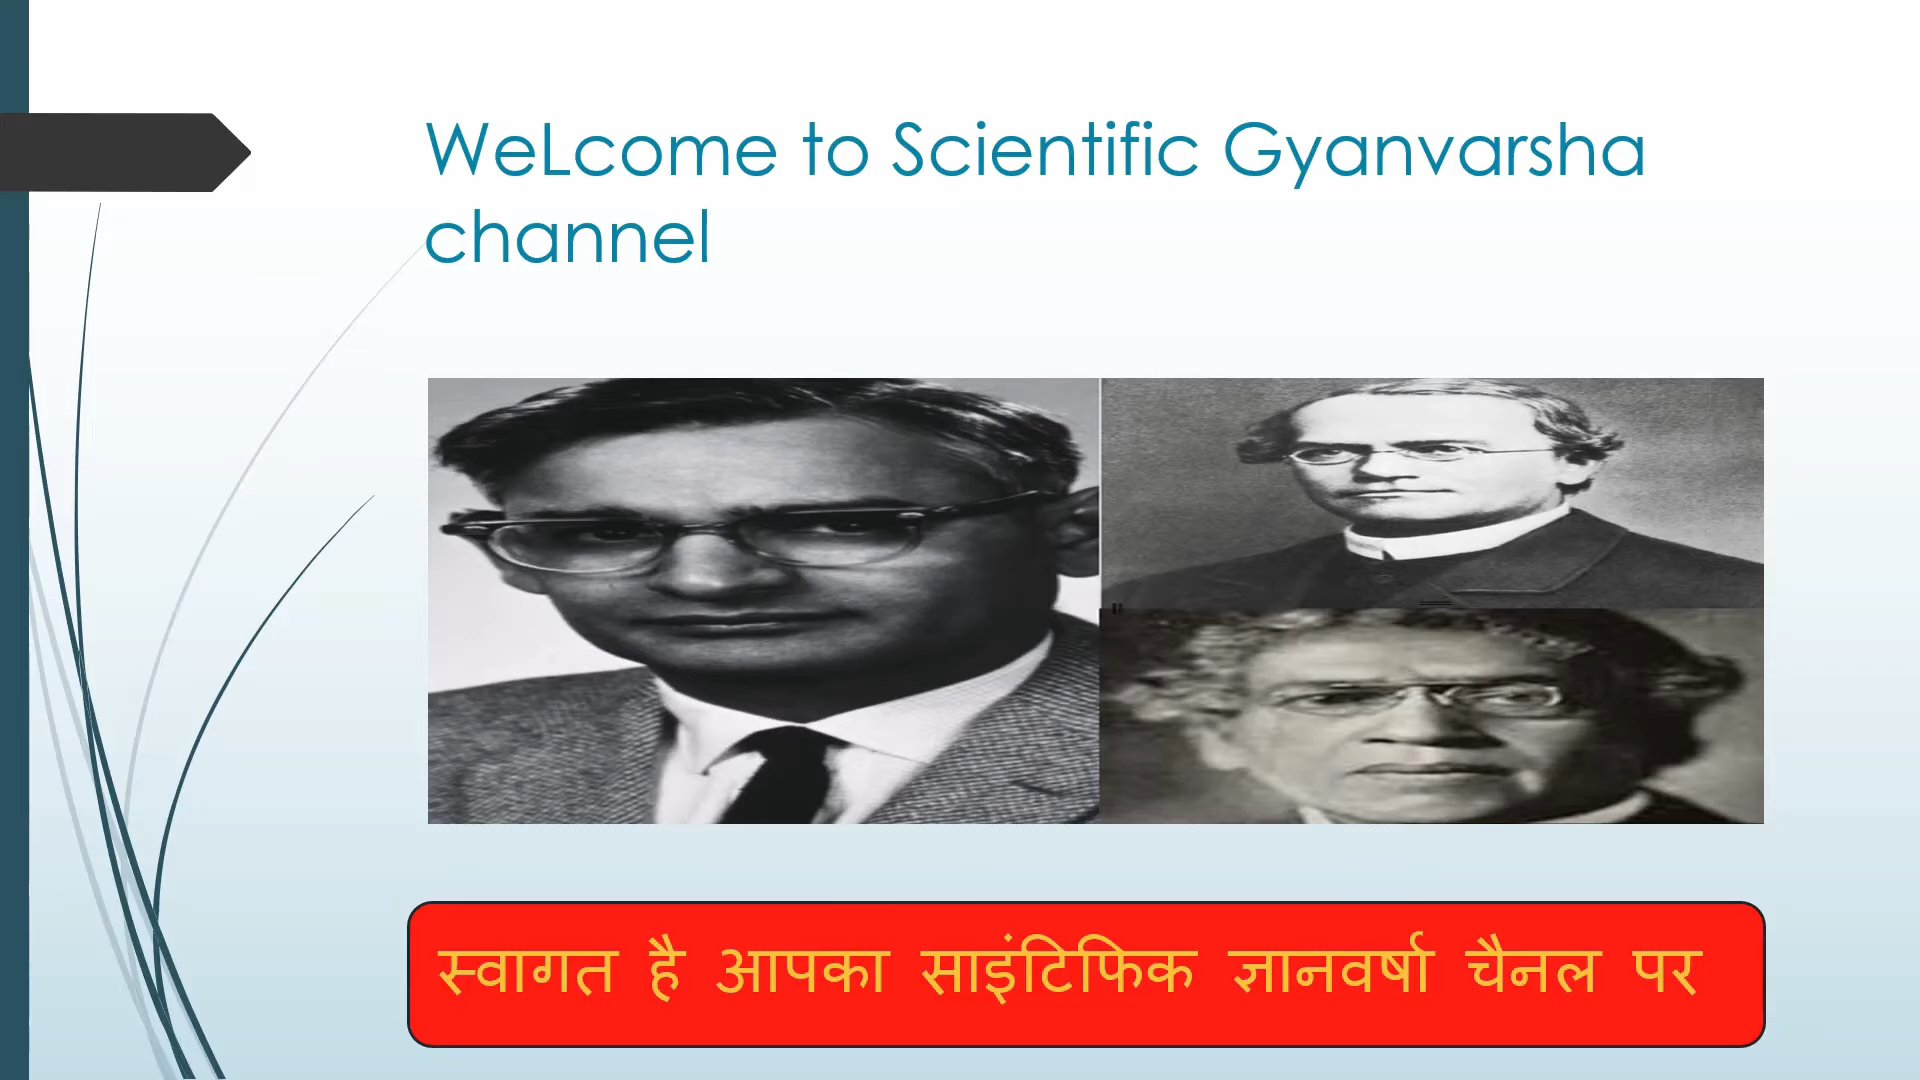 WeLcome to Scientific Gyanvarsha
channel
स्वागत है आपका साइंटिफिक ज्ञानवर्षा चैनल पर